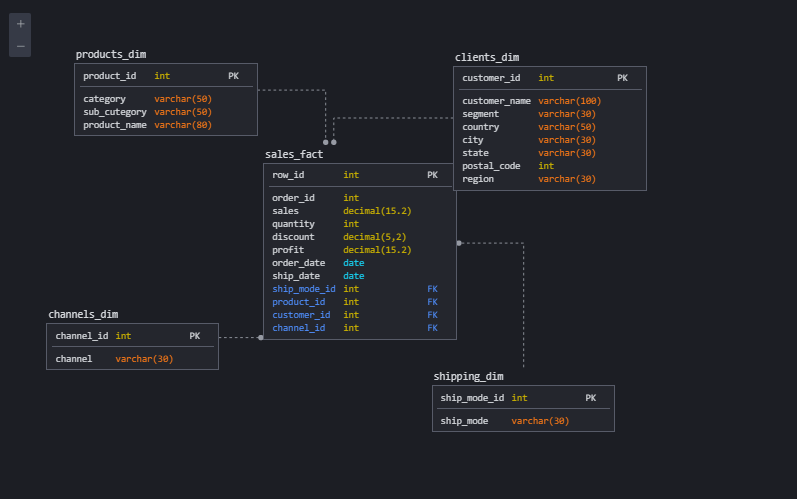 +
−
products_dim
product_id int PK
category varchar(50)
sub_cutegory varchar(50)
product_name varchar(80)
clients_dim
customer_id int PK
customer_name varchar(100)
segment varchar(30)
country varchar(50)
city varchar(30)
state varchar(30)
postal_code int
region varchar(30)
sales_fact
row_id int PK
order_id int
sales decimal(15.2)
quantity int
discount decimal(5,2)
profit decimal(15.2)
order_date date
ship_date date
ship_mode_id int FK
product_id int FK
customer_id int FK
channel_id int FK
channels_dim
channel_id int PK
channel varchar(30)
shipping_dim
ship_mode_id int PK
ship_mode varchar(30)